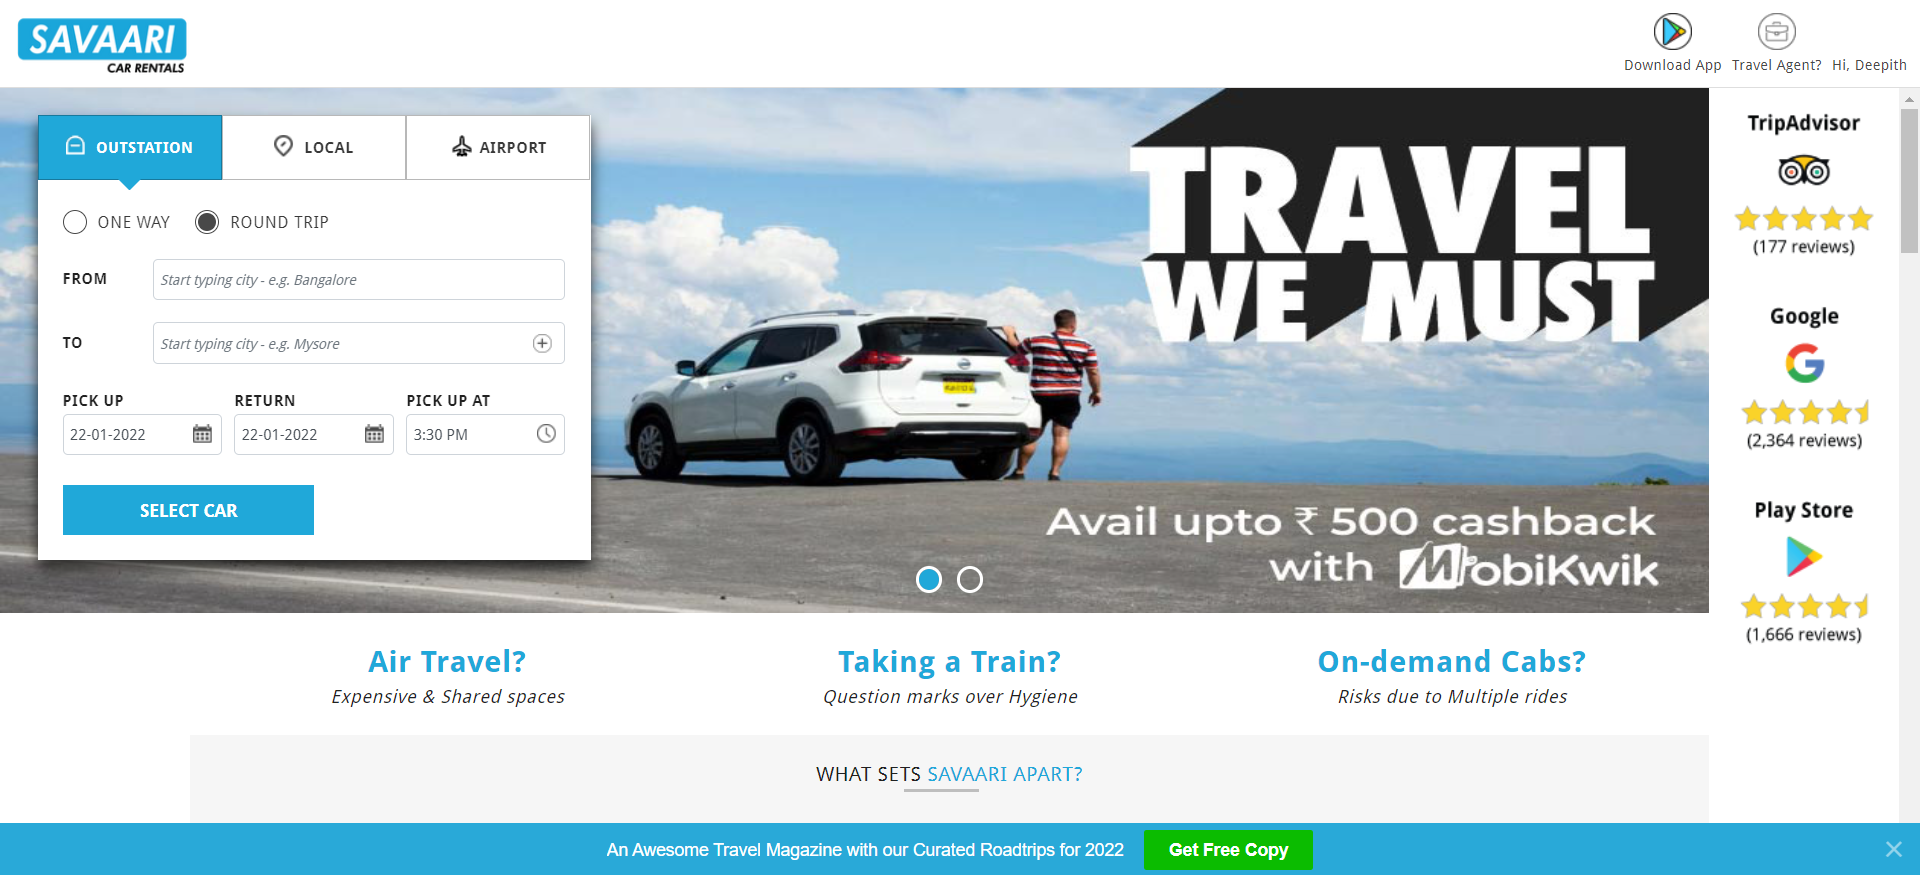 SAVAARI
CAR RENTALS
Download App
Travel Agent?
Hi, Deepith
OUTSTATION
LOCAL
AIRPORT
ONE WAY
ROUND TRIP
FROM
Start typing city - e.g. Bangalore
TO
Start typing city - e.g. Mysore
PICK UP
RETURN
PICK UP AT
22-01-2022
22-01-2022
3:30 PM
SELECT CAR
TRAVEL
WE MUST
Avail upto ₹ 500 cashback
with MobiKwik
TripAdvisor
(177 reviews)
Google
(2,364 reviews)
Play Store
(1,666 reviews)
Air Travel?
Expensive & Shared spaces
Taking a Train?
Question marks over Hygiene
On-demand Cabs?
Risks due to Multiple rides
WHAT SETS SAVAARI APART?
An Awesome Travel Magazine with our Curated Roadtrips for 2022
Get Free Copy